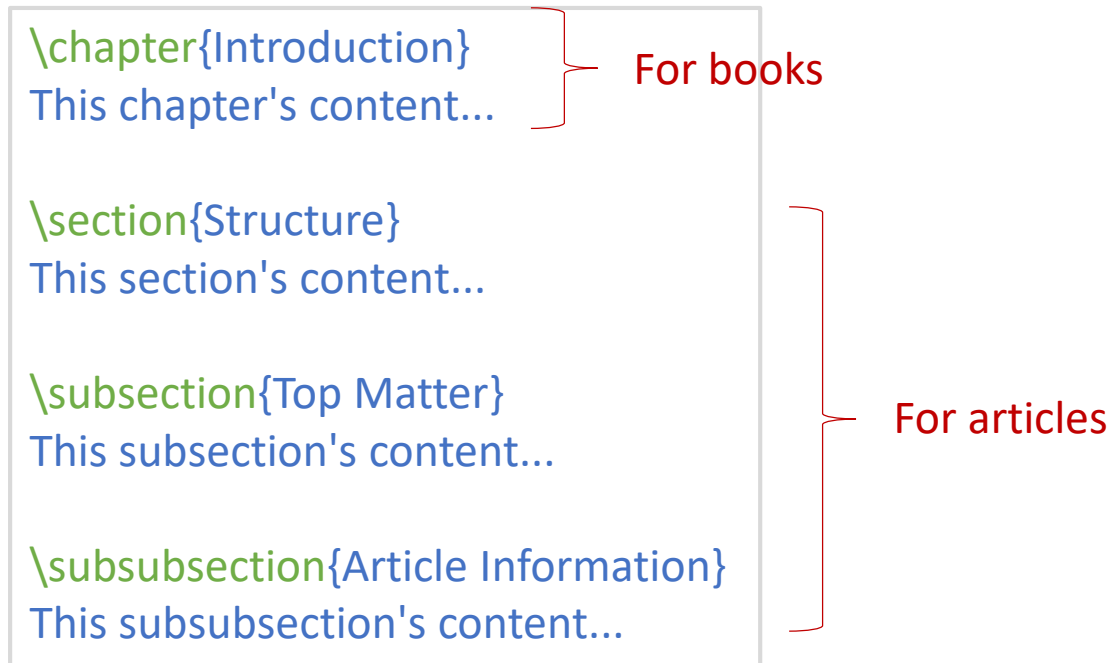 \chapter{Introduction}
For books
This chapter's content...
\section{Structure}
This section's content...
\subsection{Top Matter}
For articles
This subsection's content...
\subsubsection{Article Information}
This subsubsection's content...